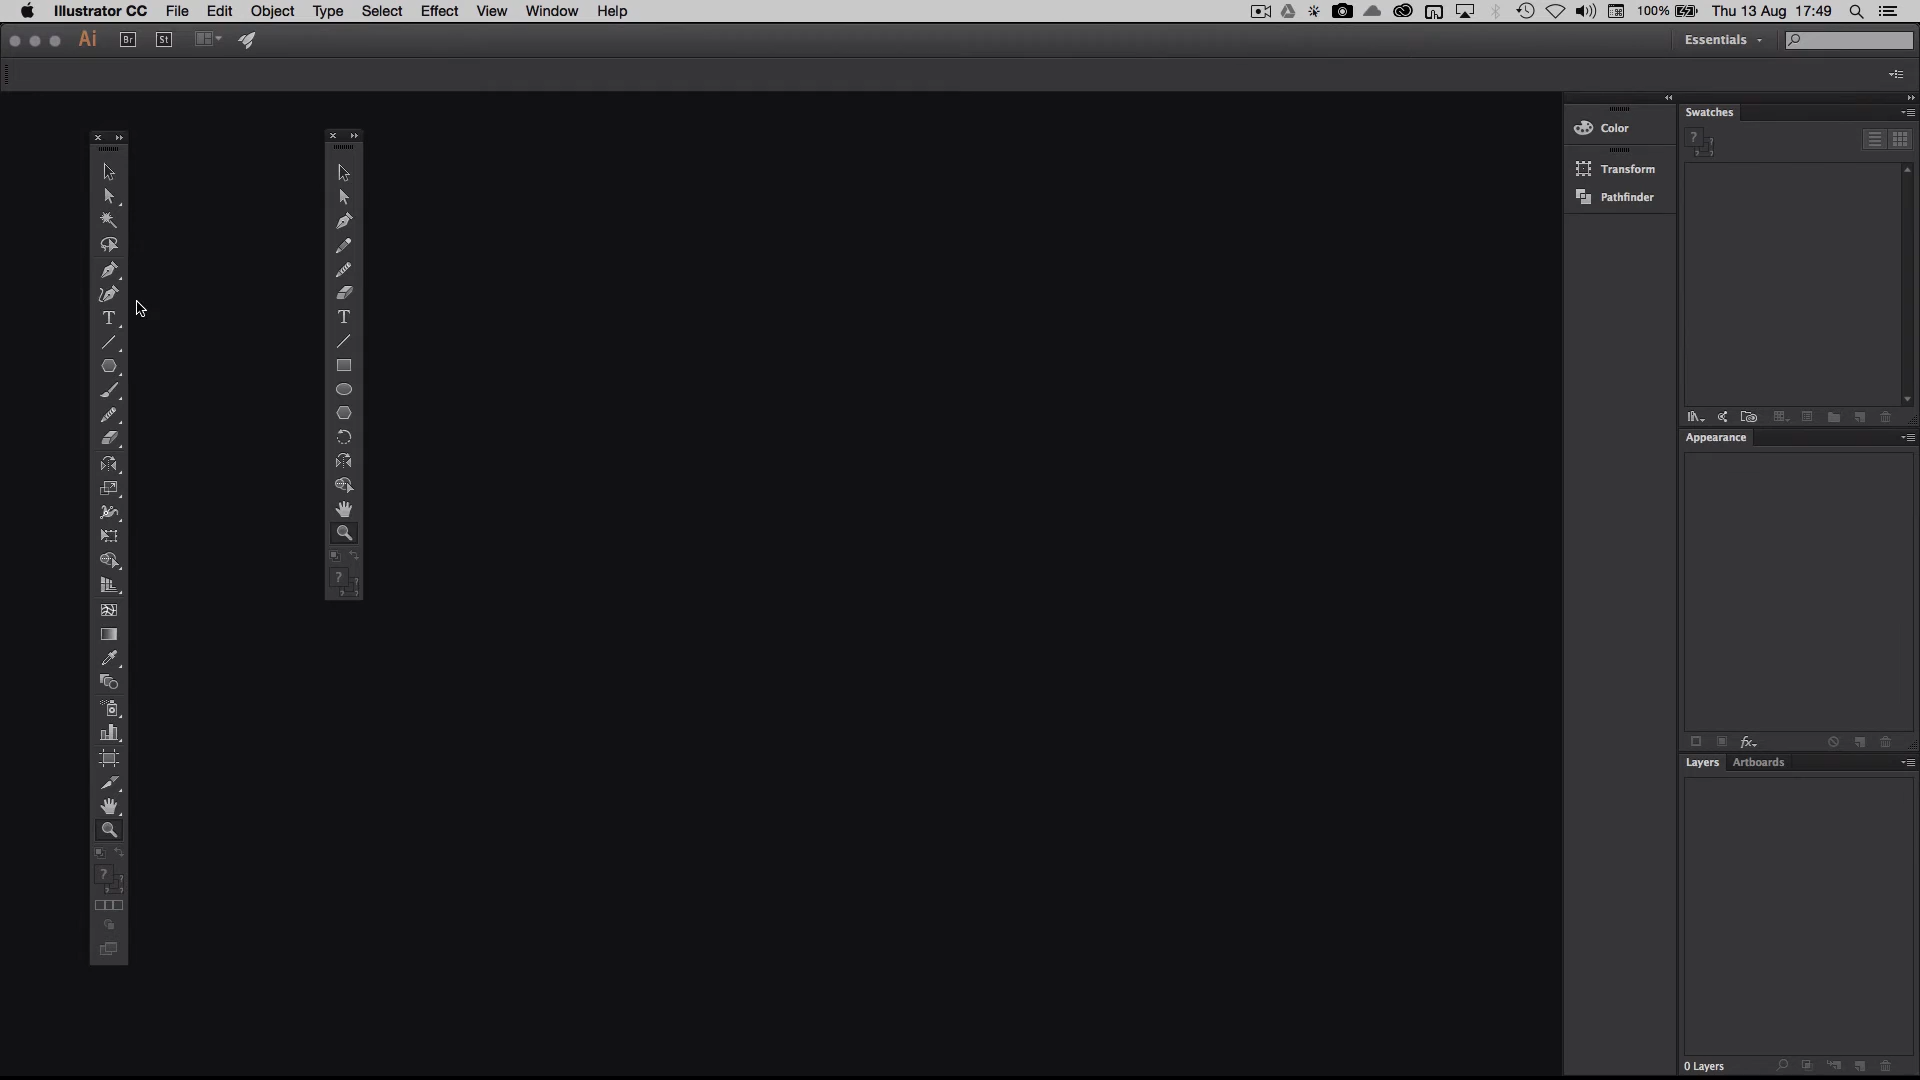 Illustrator CC File Edit Object Type Select Effect View Window Help 100% Thu 13 Aug 17:49
Ai Br St Essentials
Swatches
Color
?
Transform
Pathfinder
T
T
Appearance
?
fx
Layers Artboards
?
0 Layers